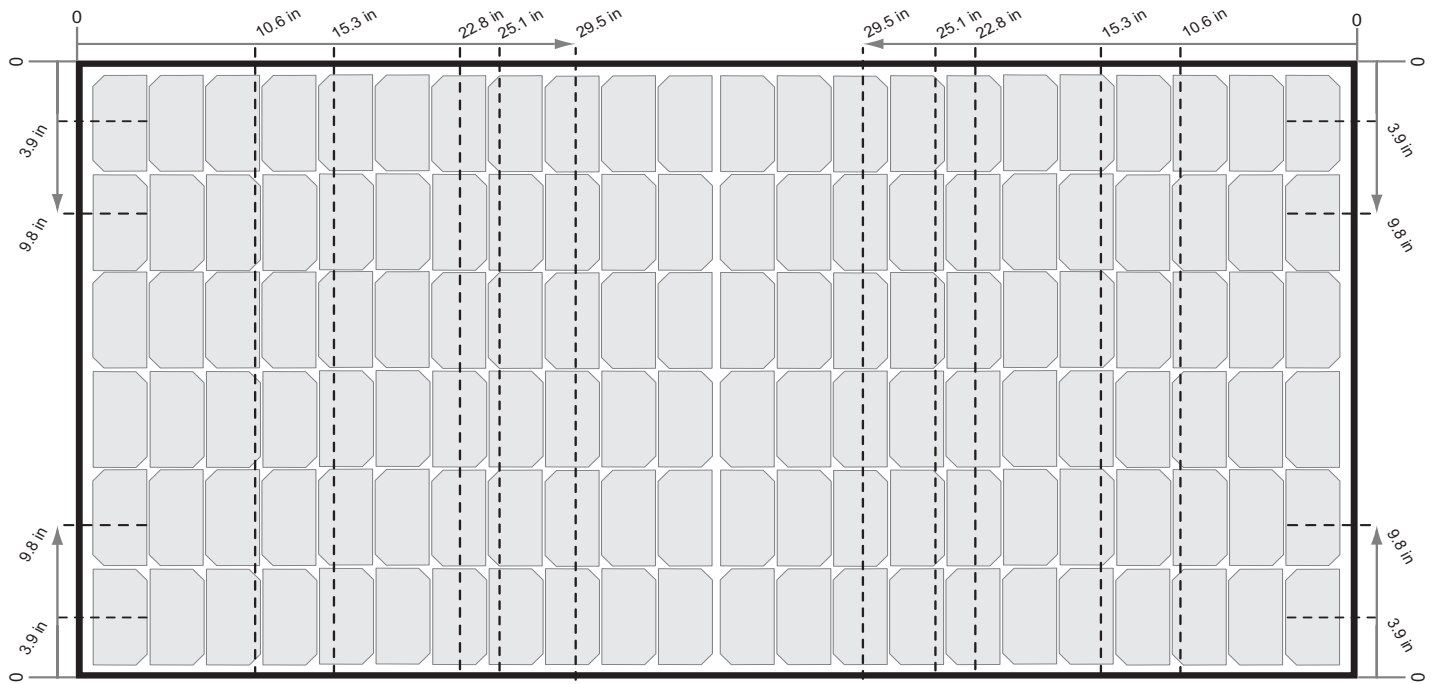 0
10.6 in
15.3 in
22.8 in
25.1 in
29.5 in
29.5 in
25.1 in
22.8 in
15.3 in
10.6 in
0
0
0
3.9 in
3.9 in
9.8 in
9.8 in
9.8 in
9.8 in
3.9 in
3.9 in
0
0